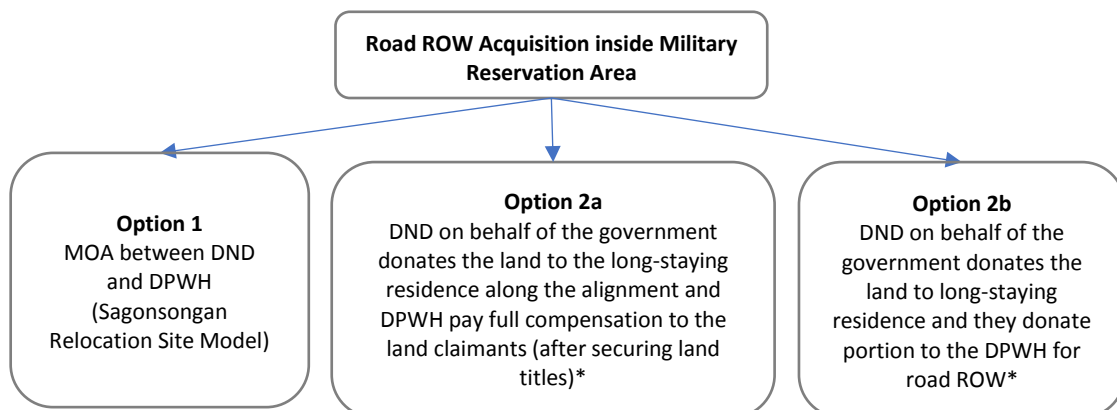 Road ROW Acquisition inside Military
Reservation Area
Option 1
MOA between DND
and DPWH
(Sagonsongan
Relocation Site Model)
Option 2a
DND on behalf of the government
donates the land to the long-staying
residence along the alignment and
DPWH pay full compensation to the
land claimants (after securing land
titles)*
Option 2b
DND on behalf of the
government donates the
land to long-staying
residence and they donate
portion to the DPWH for
road ROW*